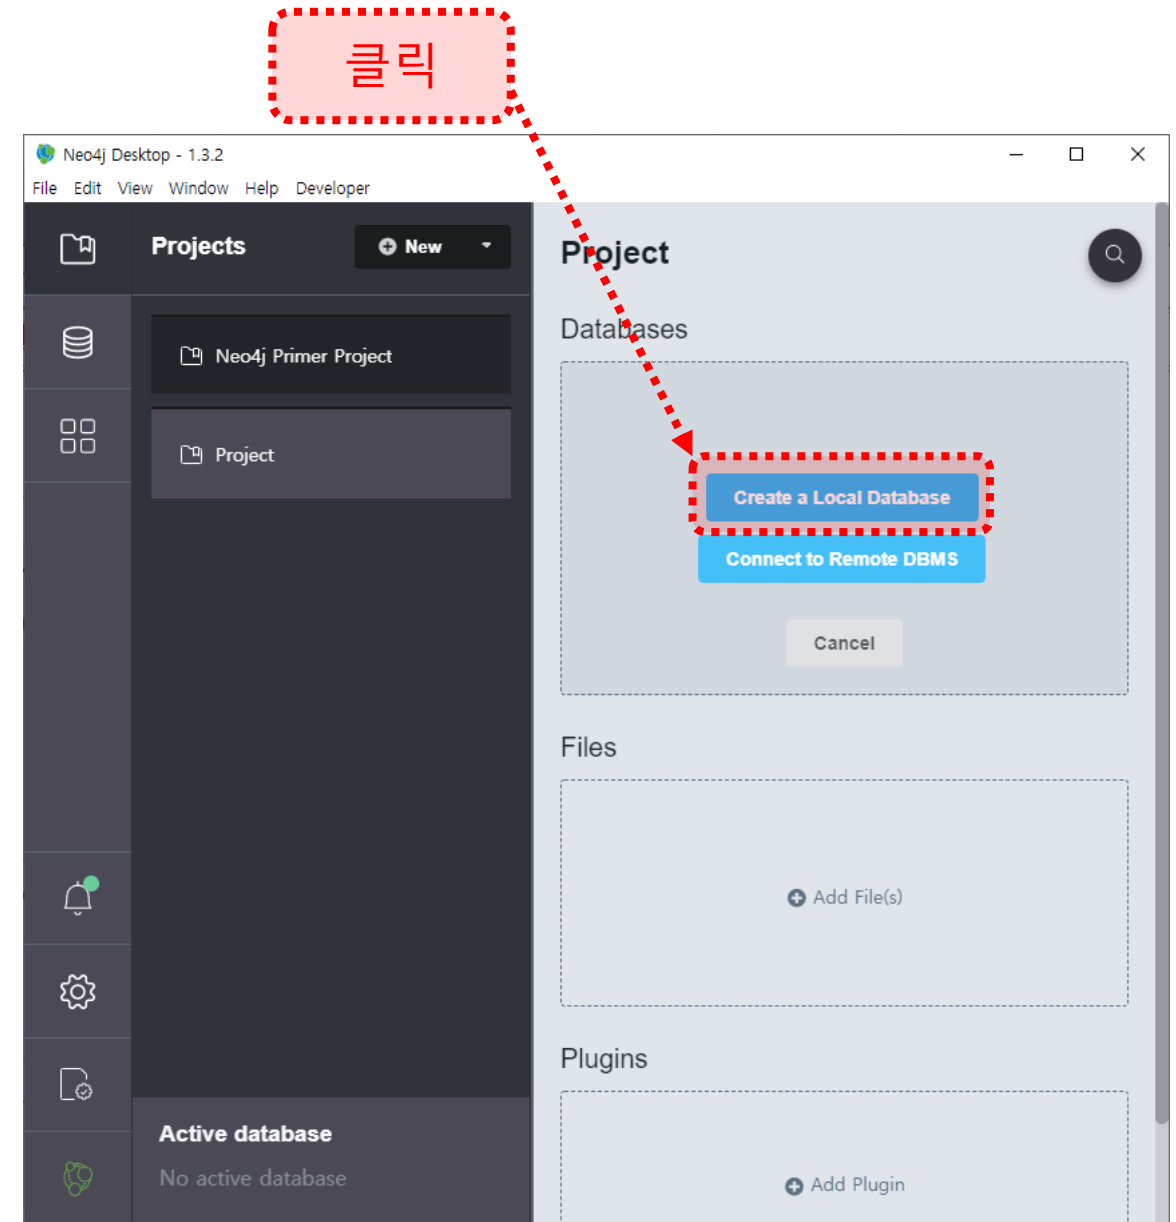 클릭
Neo4j Desktop - 1.3.2
File Edit View Window Help Developer
Projects
New
Neo4j Primer Project
Project
Active database
No active database
Project
Databases
Create a Local Database
Connect to Remote DBMS
Cancel
Files
Add File(s)
Plugins
Add Plugin